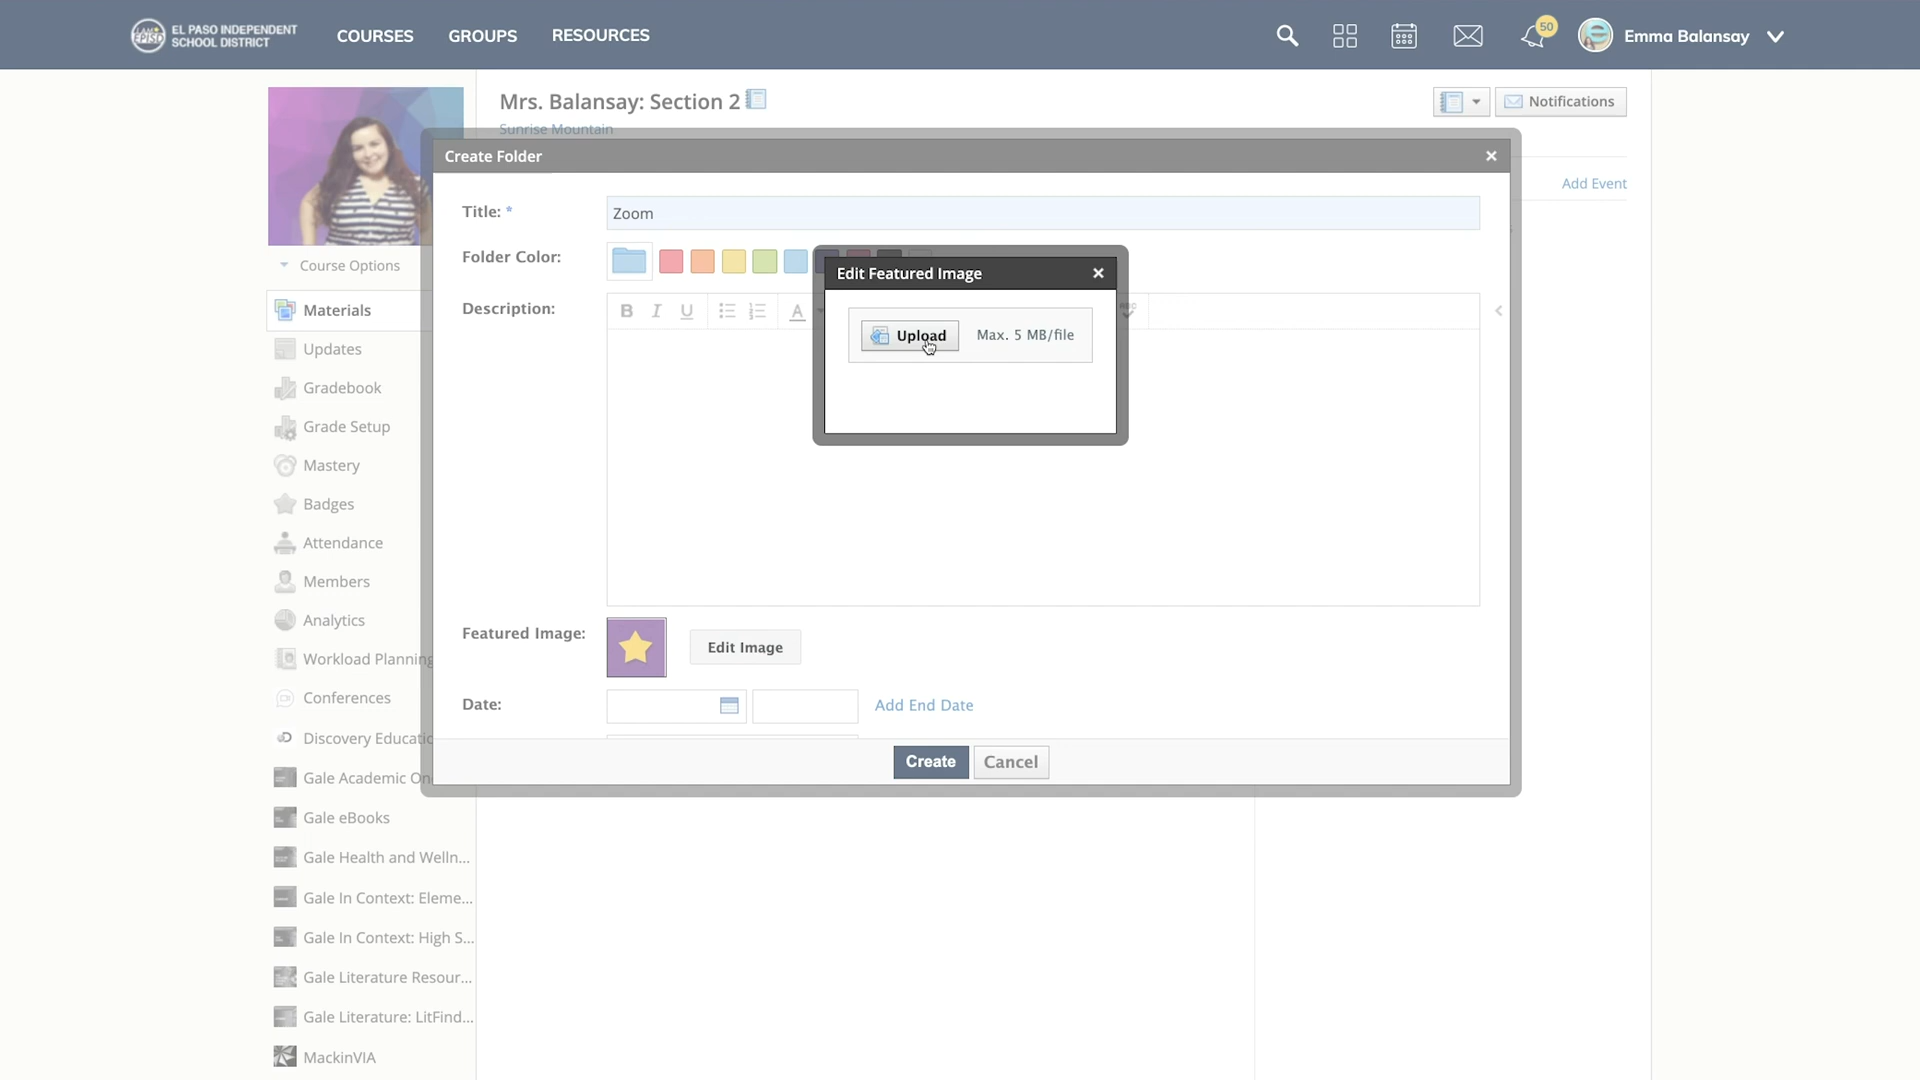 EL PASO INDEPENDENT
SCHOOL DISTRICT
COURSES
GROUPS
RESOURCES
50
Emma Balansay
Mrs. Balansay: Section 2
Sunrise Mountain
Notifications
Add Event
Course Options
Materials
Updates
Gradebook
Grade Setup
Mastery
Badges
Attendance
Members
Analytics
Workload Planning
Conferences
Discovery Educatio
Gale Academic On
Gale eBooks
Gale Health and Welln...
Gale In Context: Eleme...
Gale In Context: High S...
Gale Literature Resour...
Gale Literature: LitFind...
MackinVIA
Create Folder
Title: *
Zoom
Folder Color:
Description:
B I U A
Edit Featured Image
Upload
Max. 5 MB/file
Featured Image:
Edit Image
Date:
Add End Date
Create
Cancel